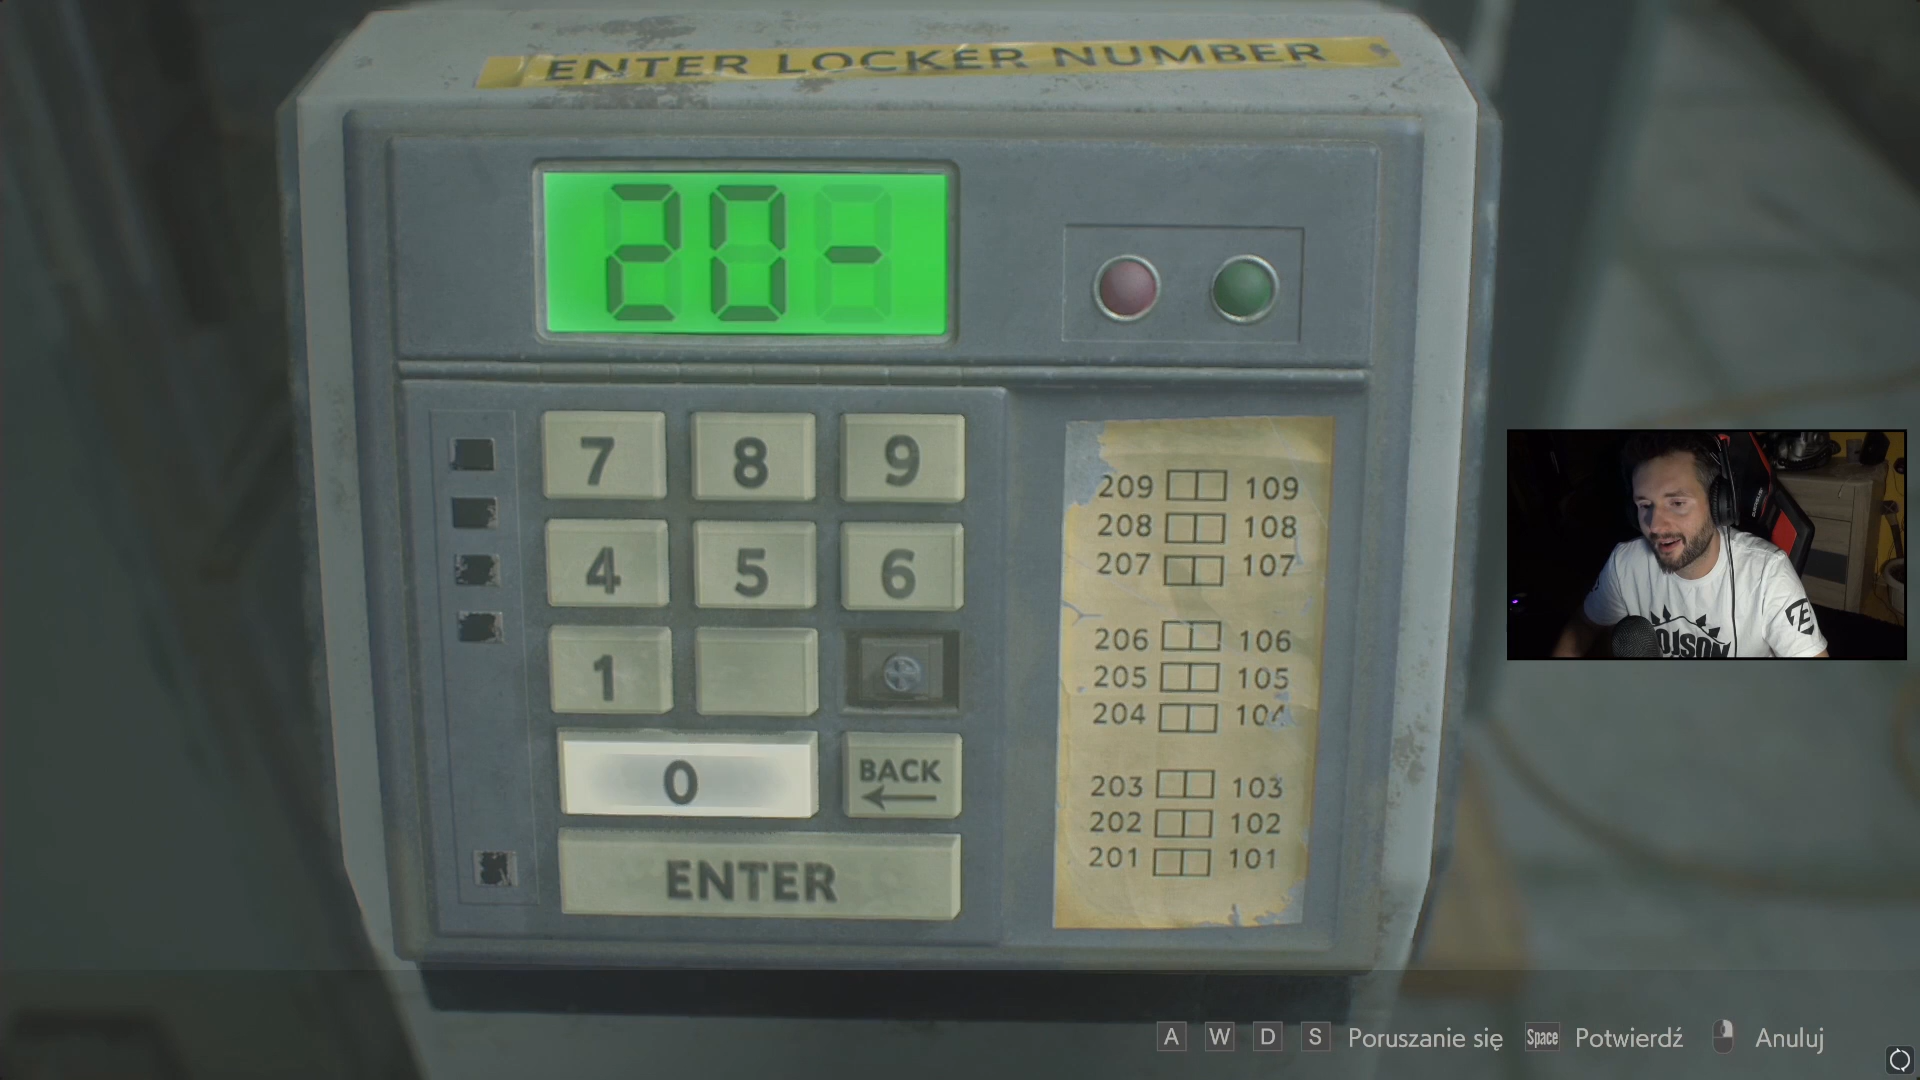 ENTER LOCKER NUMBER
20-
7 8 9
4 5 6
1
0 BACK
ENTER
209 109
208 108
207 107
206 106
205 105
204 104
203 103
202 102
201 101
A W D S Poruszanie się Space Potwierdź Anuluj